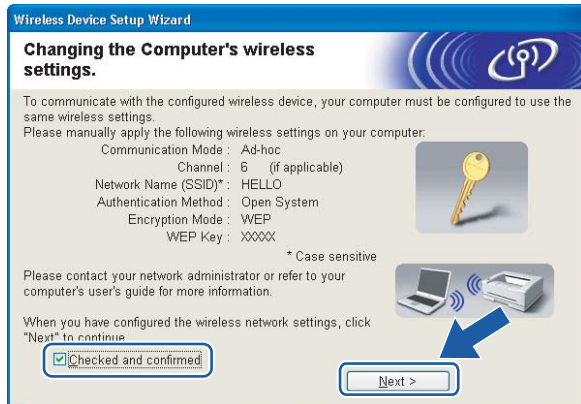 Wireless Device Setup Wizard
Changing the Computer's wireless
settings.
To communicate with the configured wireless device, your computer must be configured to use the
same wireless settings.
Please manually apply the following wireless settings on your computer:
Communication Mode : Ad-hoc
Channel : 6 (if applicable)
Network Name (SSID)* : HELLO
Authentication Method : Open System
Encryption Mode : WEP
WEP Key : XXXXX
* Case sensitive
Please contact your network administrator or refer to your
computer's user's guide for more information.
When you have configured the wireless network settings, click
"Next" to continue
Checked and confirmed
Next >